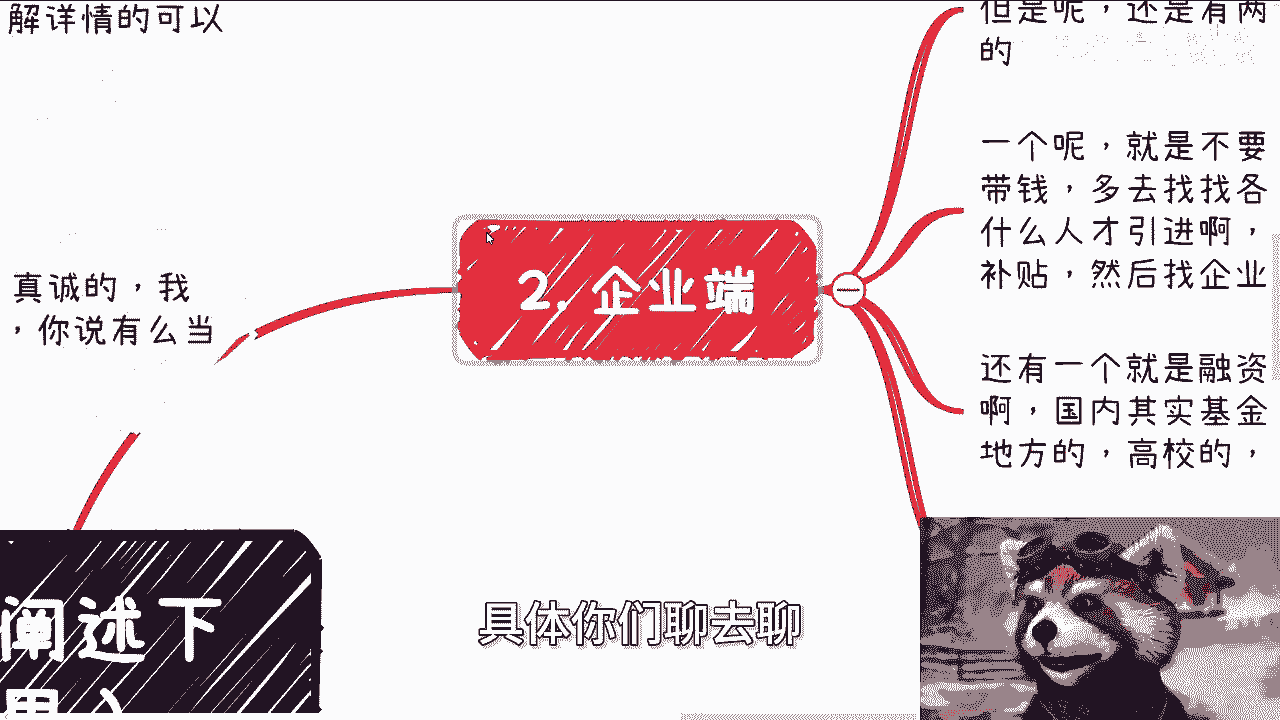 解详情的可以
真诚的，我
，你说有么当
阐述下
2. 企业端
但是呢，还是有两
的
一个呢，就是不要
带钱，多去找找各
什么人才引进啊，
补贴，然后找企业
还有一个就是融资
啊，国内其实基金
地方的，高校的，
具体你们聊去聊